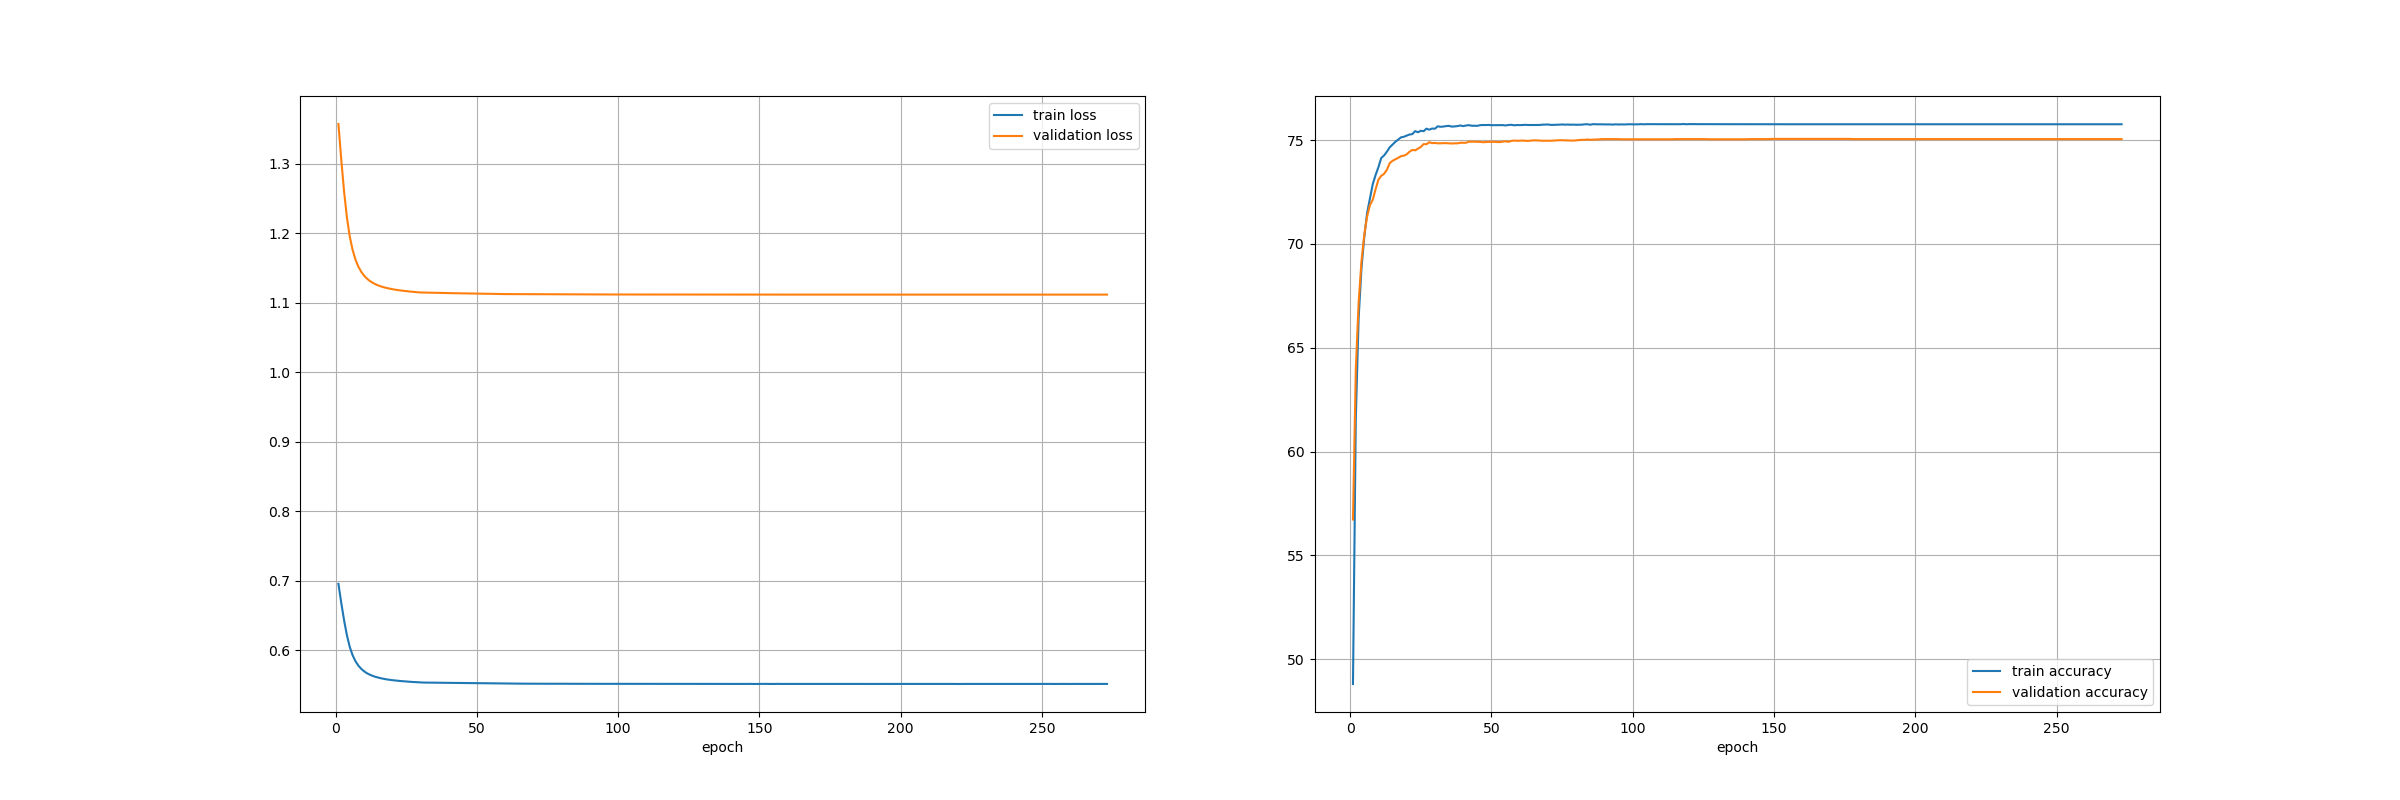 train loss
validation loss
1.3
1.2
1.1
1.0
0.9
0.8
0.7
0.6
0 50 100 150 200 250
epoch
75
70
65
60
55
50
train accuracy
validation accuracy
0 50 100 150 200 250
epoch